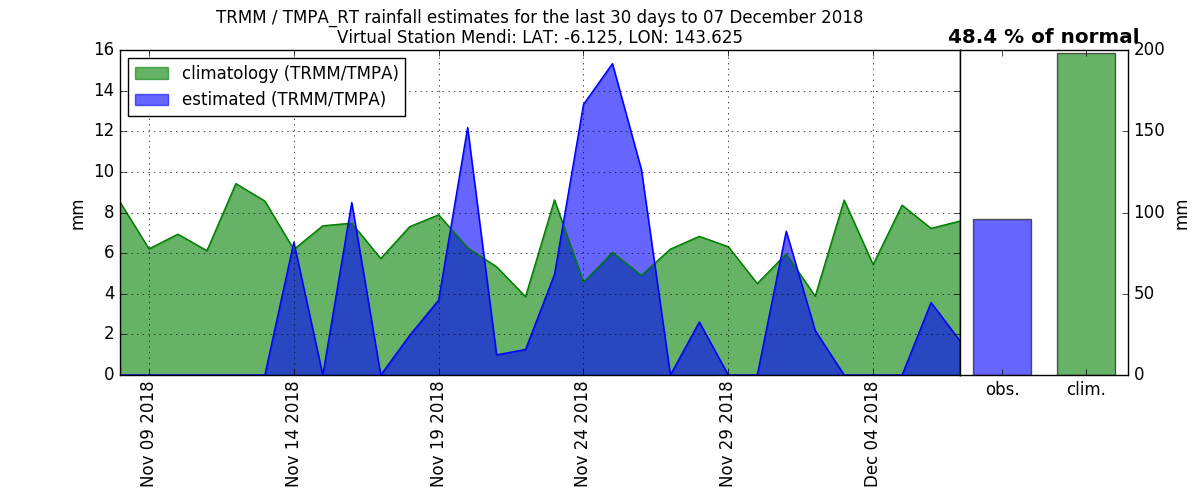 TRMM / TMPA_RT rainfall estimates for the last 30 days to 07 December 2018
Virtual Station Mendi: LAT: -6.125, LON: 143.625
48.4 % of normal
climatology (TRMM/TMPA)
estimated (TRMM/TMPA)
16
14
12
10
8
6
4
2
0
mm
Nov 09 2018
Nov 14 2018
Nov 19 2018
Nov 24 2018
Nov 29 2018
Dec 04 2018
obs.
clim.
200
150
100
50
0
mm